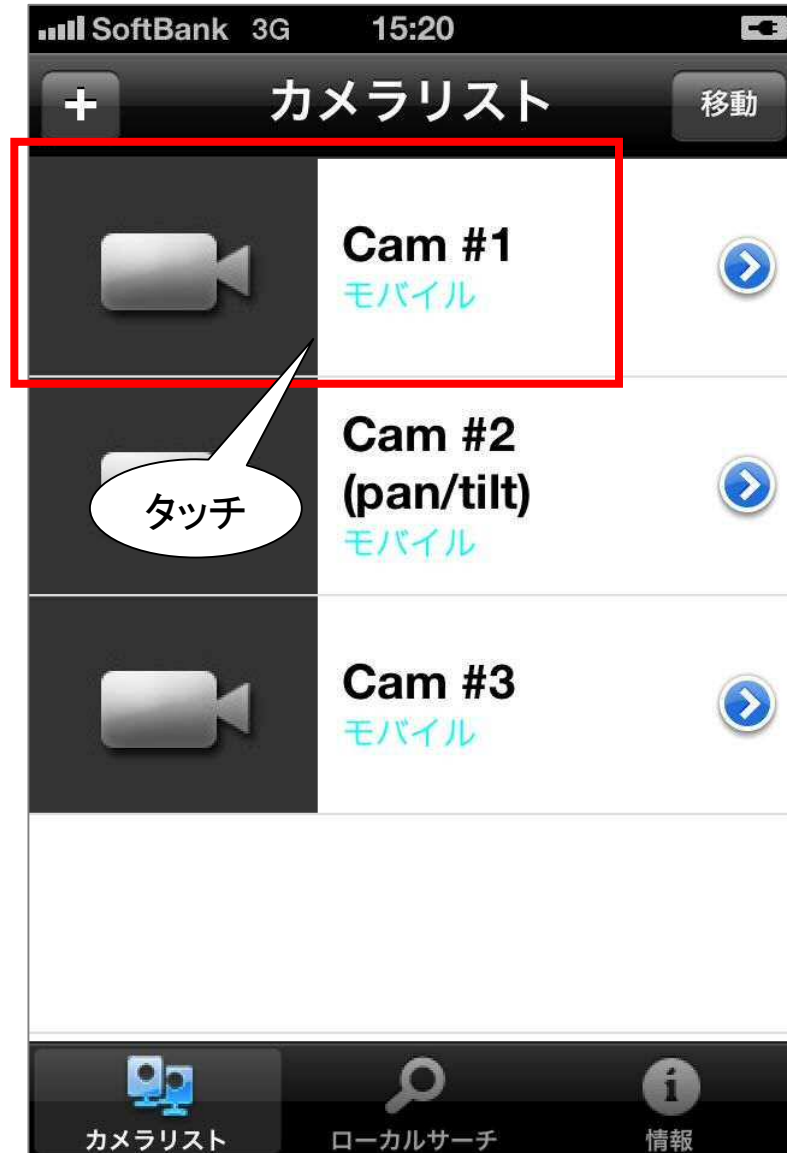 SoftBank 3G 15:20
+ カメラリスト 移動
Cam #1
モバイル
タッチ
Cam #2
(pan/tilt)
モバイル
Cam #3
モバイル
カメラリスト ローカルサーチ 情報